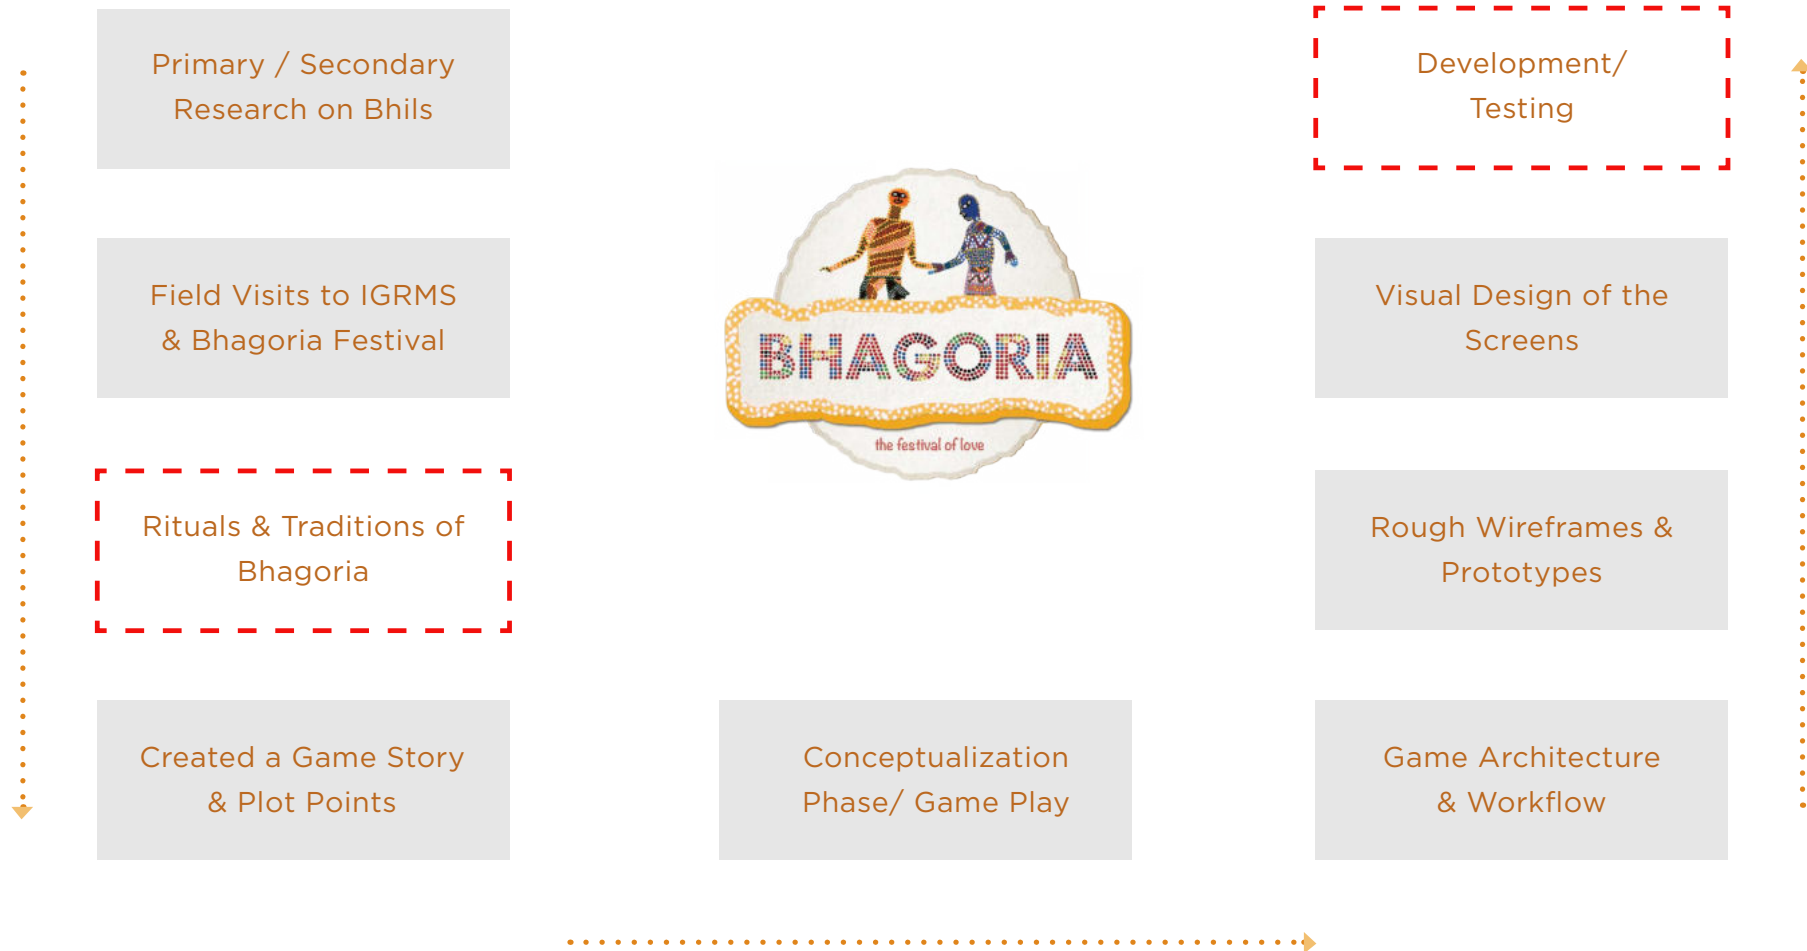 Primary / Secondary
Research on Bhils
Field Visits to IGRMS
& Bhagoria Festival
Rituals & Traditions of
Bhagoria
Created a Game Story
& Plot Points
BHAGORIA
the festival of love
Conceptualization
Phase/ Game Play
Development/
Testing
Visual Design of the
Screens
Rough Wireframes &
Prototypes
Game Architecture
& Workflow